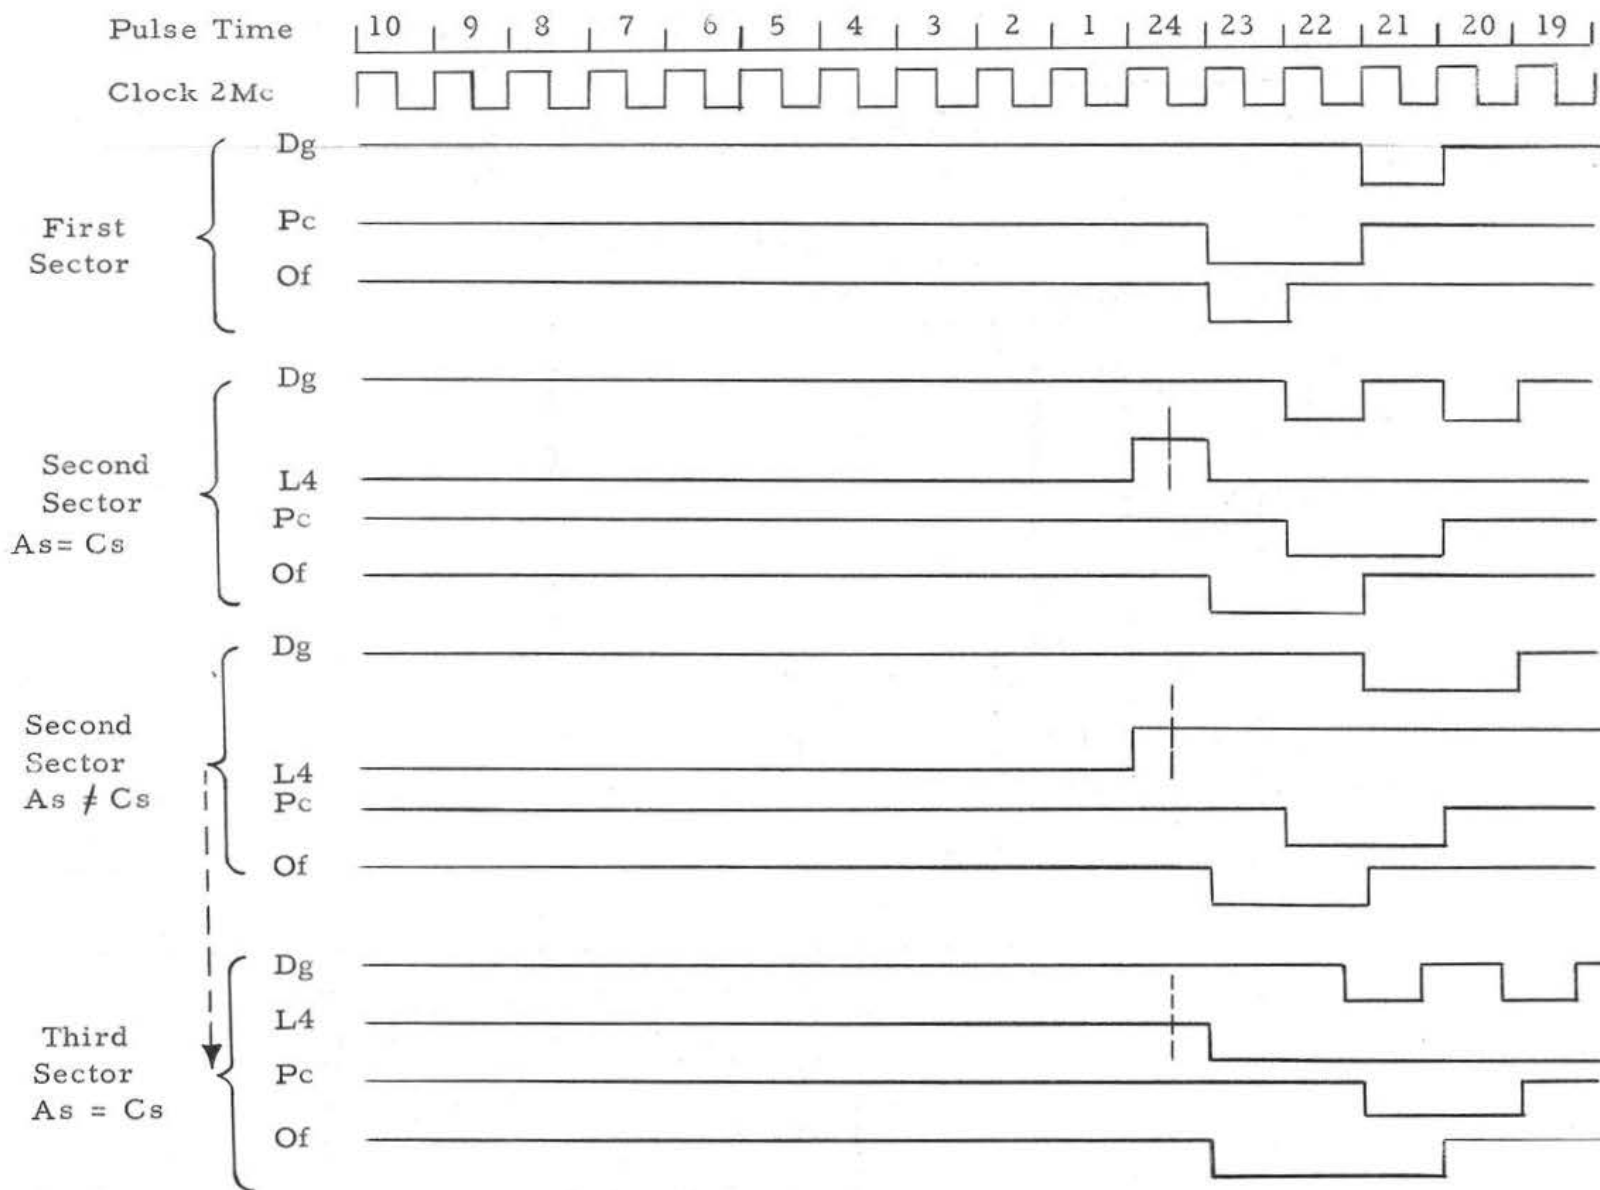 Pulse Time 10 9 8 7 6 5 4 3 2 1 24 23 22 21 20 19
Clock 2Mc
First
Sector
Dg
Pc
Of
Second
Sector
As= Cs
Dg
L4
Pc
Of
Second
Sector
As ≠ Cs
Dg
L4
Pc
Of
Third
Sector
As = Cs
Dg
L4
Pc
Of